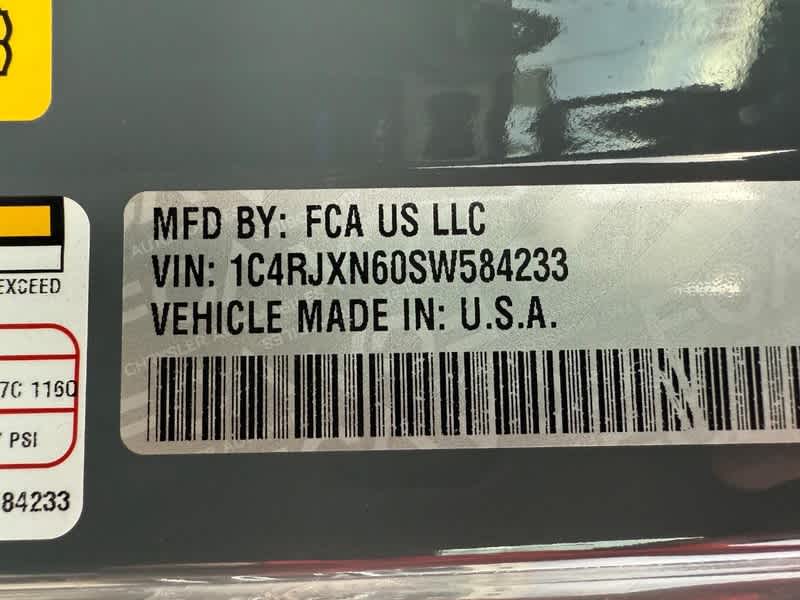 MFD BY: FCA US LLC
VIN: 1C4RJXN60SW584233
VEHICLE MADE IN: U.S.A.
EXCEED
7C 1160
PSI
84233